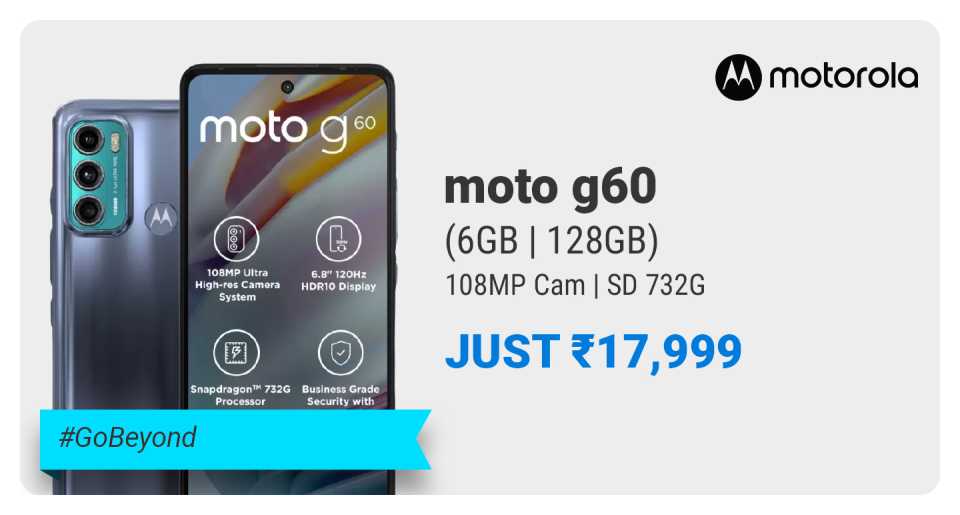 motorola
moto g60
moto g60
(6GB | 128GB)
108MP Cam | SD 732G
JUST ₹17,999
108MP Ultra
High-res Camera
System
6.8" 120Hz
HDR10 Display
Snapdragon™ 732G
Processor
Business Grade
Security with
#GoBeyond